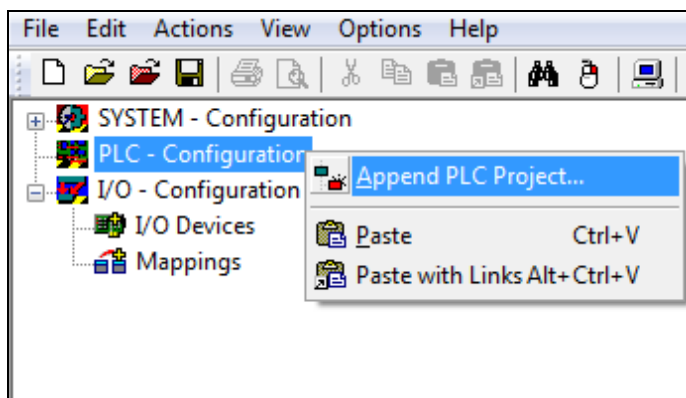 File Edit Actions View Options Help
SYSTEM - Configuration
PLC - Configuration
Append PLC Project...
I/O - Configuration
I/O Devices
Paste Ctrl+V
Mappings
Paste with Links Alt+Ctrl+V